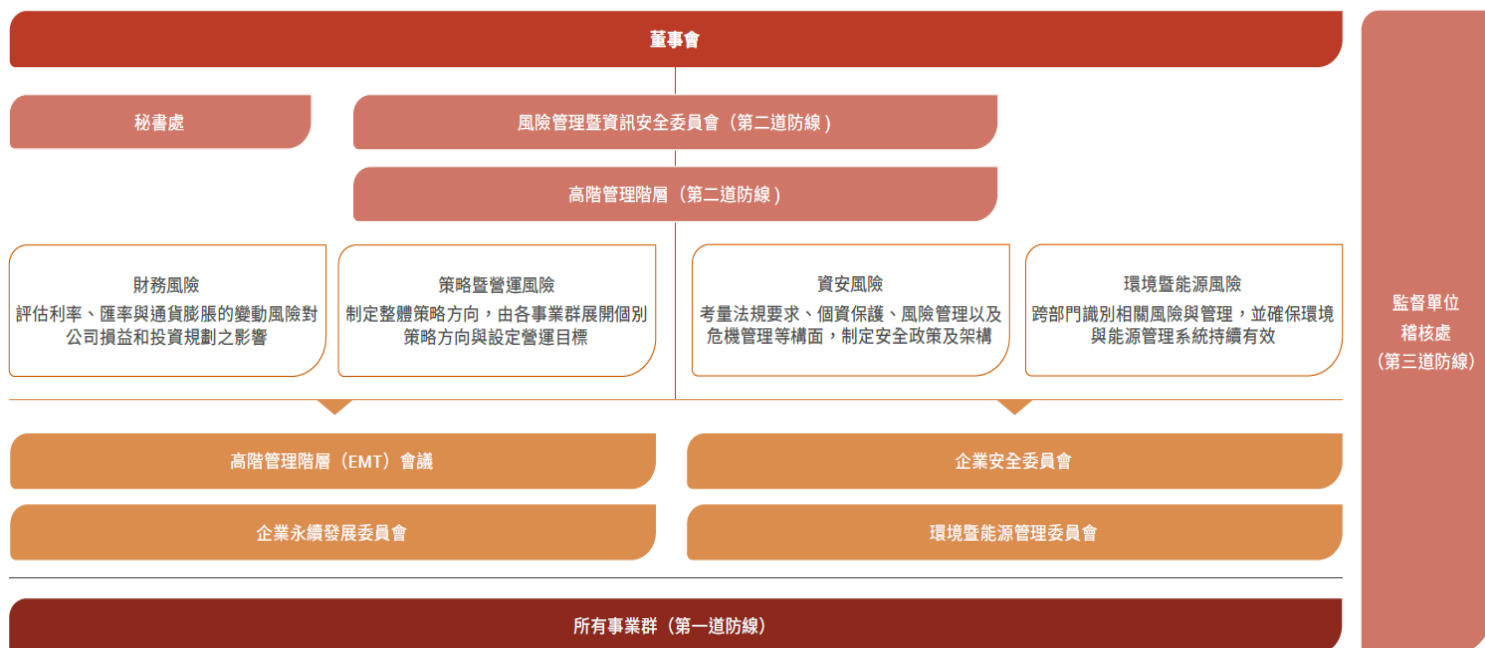 董事會
秘書處
風險管理暨資訊安全委員會（第二道防線）
高階管理階層（第二道防線）
財務風險
評估利率、匯率與通貨膨脹的變動風險對
公司損益和投資規劃之影響
策略暨營運風險
制定整體策略方向，由各事業群展開個別
策略方向與設定營運目標
資安風險
考量法規要求、個資保護、風險管理以及
危機管理等構面，制定安全政策及架構
環境暨能源風險
跨部門識別相關風險與管理，並確保環境
與能源管理系統持續有效
高階管理階層（EMT）會議
企業安全委員會
企業永續發展委員會
環境暨能源管理委員會
所有事業群（第一道防線）
監督單位
稽核處
（第三道防線）